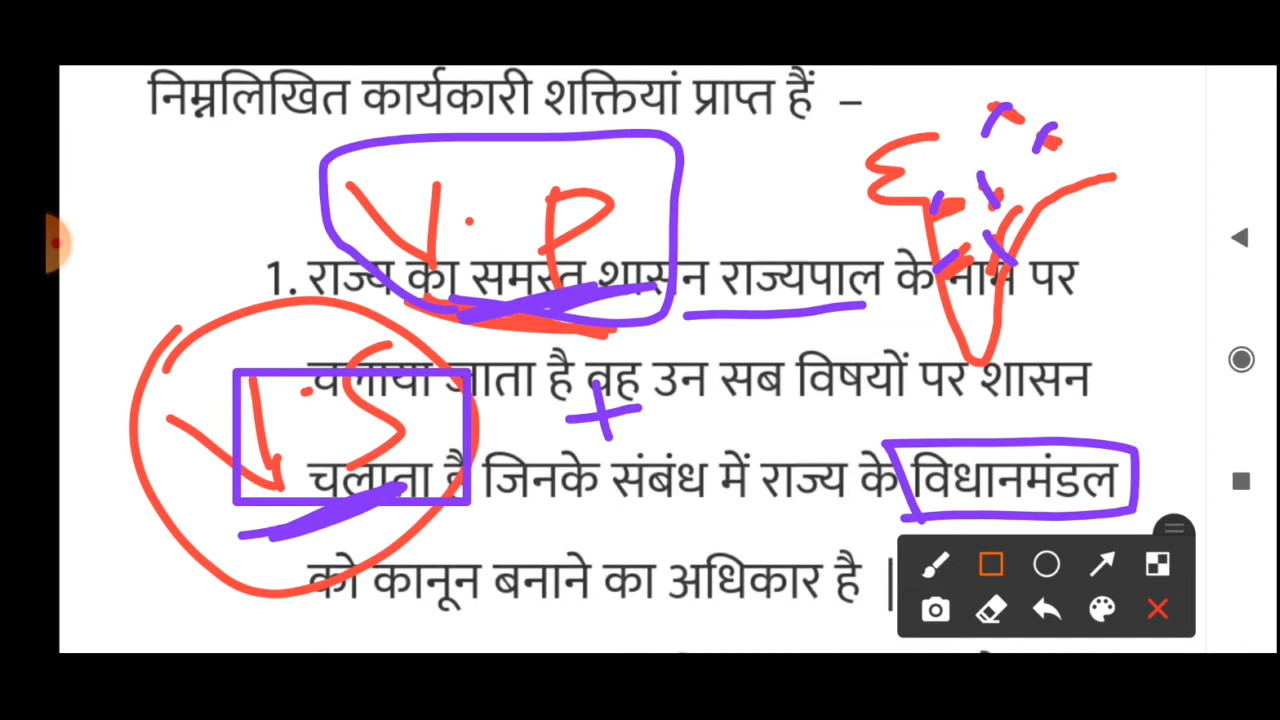 निम्नलिखित कार्यकारी शक्तियां प्राप्त हैं –
V. P
1. राज्य का समस्त शासन राज्यपाल के नाम पर
चलाया जाता है वह उन सब विषयों पर शासन
V.S
+
चलाता है जिनके संबंध में राज्य के विधानमंडल
को कानून बनाने का अधिकार है |